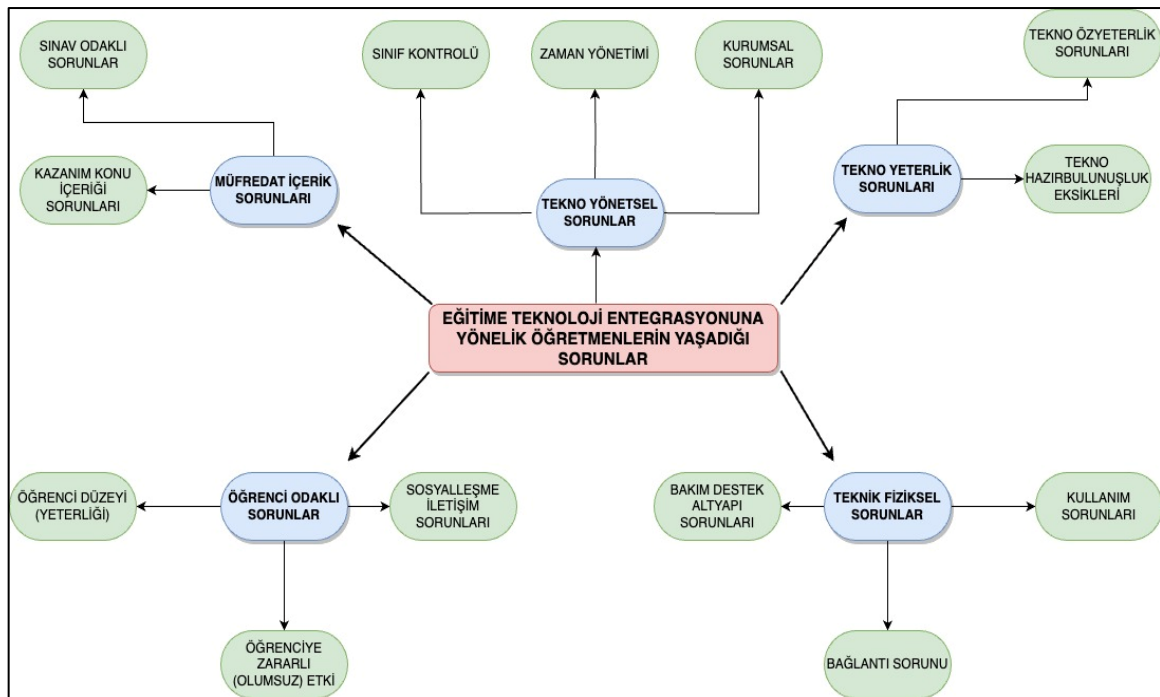 SINAV ODAKLI
SORUNLAR
SINIF KONTROLÜ
ZAMAN YÖNETİMİ
KURUMSAL
SORUNLAR
TEKNO ÖZYETERLİK
SORUNLARI
KAZANIM KONU
İÇERİĞİ
SORUNLARI
MÜFREDAT İÇERİK
SORUNLARI
TEKNO YÖNETSEL
SORUNLAR
TEKNO YETERLİK
SORUNLARI
TEKNO
HAZIRBULUNUŞLUK
EKSİKLERİ
EĞİTİME TEKNOLOJİ ENTEGRASYONUNA
YÖNELİK ÖĞRETMENLERİN YAŞADIĞI
SORUNLAR
ÖĞRENCİ DÜZEYİ
(YETERLİĞİ)
ÖĞRENCİ ODAKLI
SORUNLAR
SOSYALLEŞME
İLETİŞİM
SORUNLARI
BAKIM DESTEK
ALTYAPI
SORUNLARI
TEKNİK FİZİKSEL
SORUNLAR
KULLANIM
SORUNLARI
ÖĞRENCİYE
ZARARLI
(OLUMSUZ) ETKİ
BAĞLANTI SORUNU